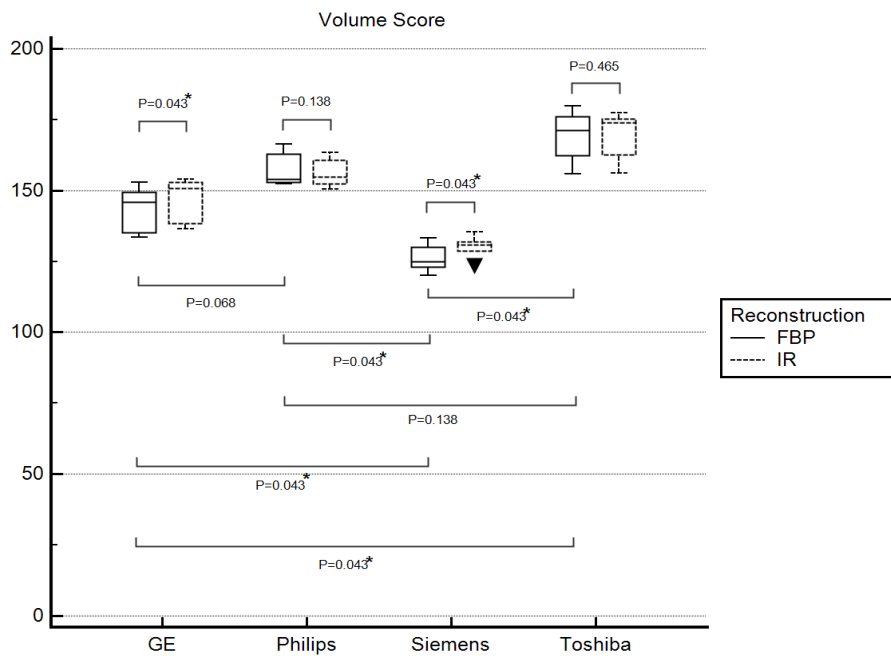 Volume Score
200
P=0.465
P=0.043*
P=0.138
150
P=0.043*
P=0.068
P=0.043*
100
P=0.043*
P=0.138
50
P=0.043*
P=0.043*
0
GE
Philips
Siemens
Toshiba
Reconstruction
FBP
IR